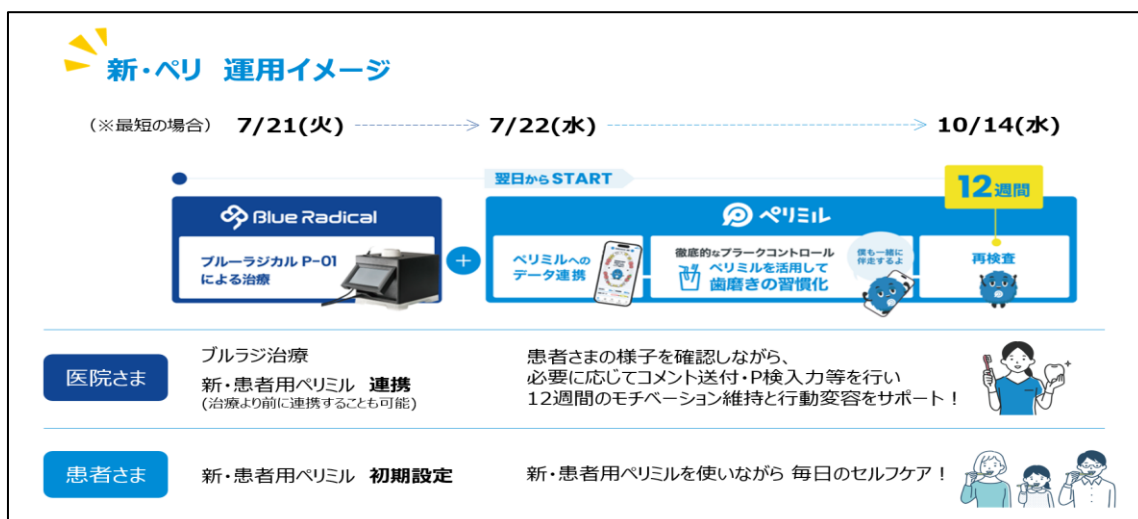 新・ペリ 運用イメージ
（※最短の場合） 7/21(火) 7/22(水) 10/14(水)
翌日からSTART
12週間
Blue Radical
ペリミル
ブルーラジカル P-01
による治療
+
ペリミルへの
データ連携
徹底的なプラークコントロール
ペリミルを活用して
歯磨きの習慣化
僕も一緒に
伴走するよ
再検査
医院さま
ブルラジ治療
新・患者用ペリミル 連携
(治療より前に連携することも可能)
患者さまの様子を確認しながら、
必要に応じてコメント送付・P検入力等を行い
12週間のモチベーション維持と行動変容をサポート！
患者さま
新・患者用ペリミル 初期設定
新・患者用ペリミルを使いながら 毎日のセルフケア！